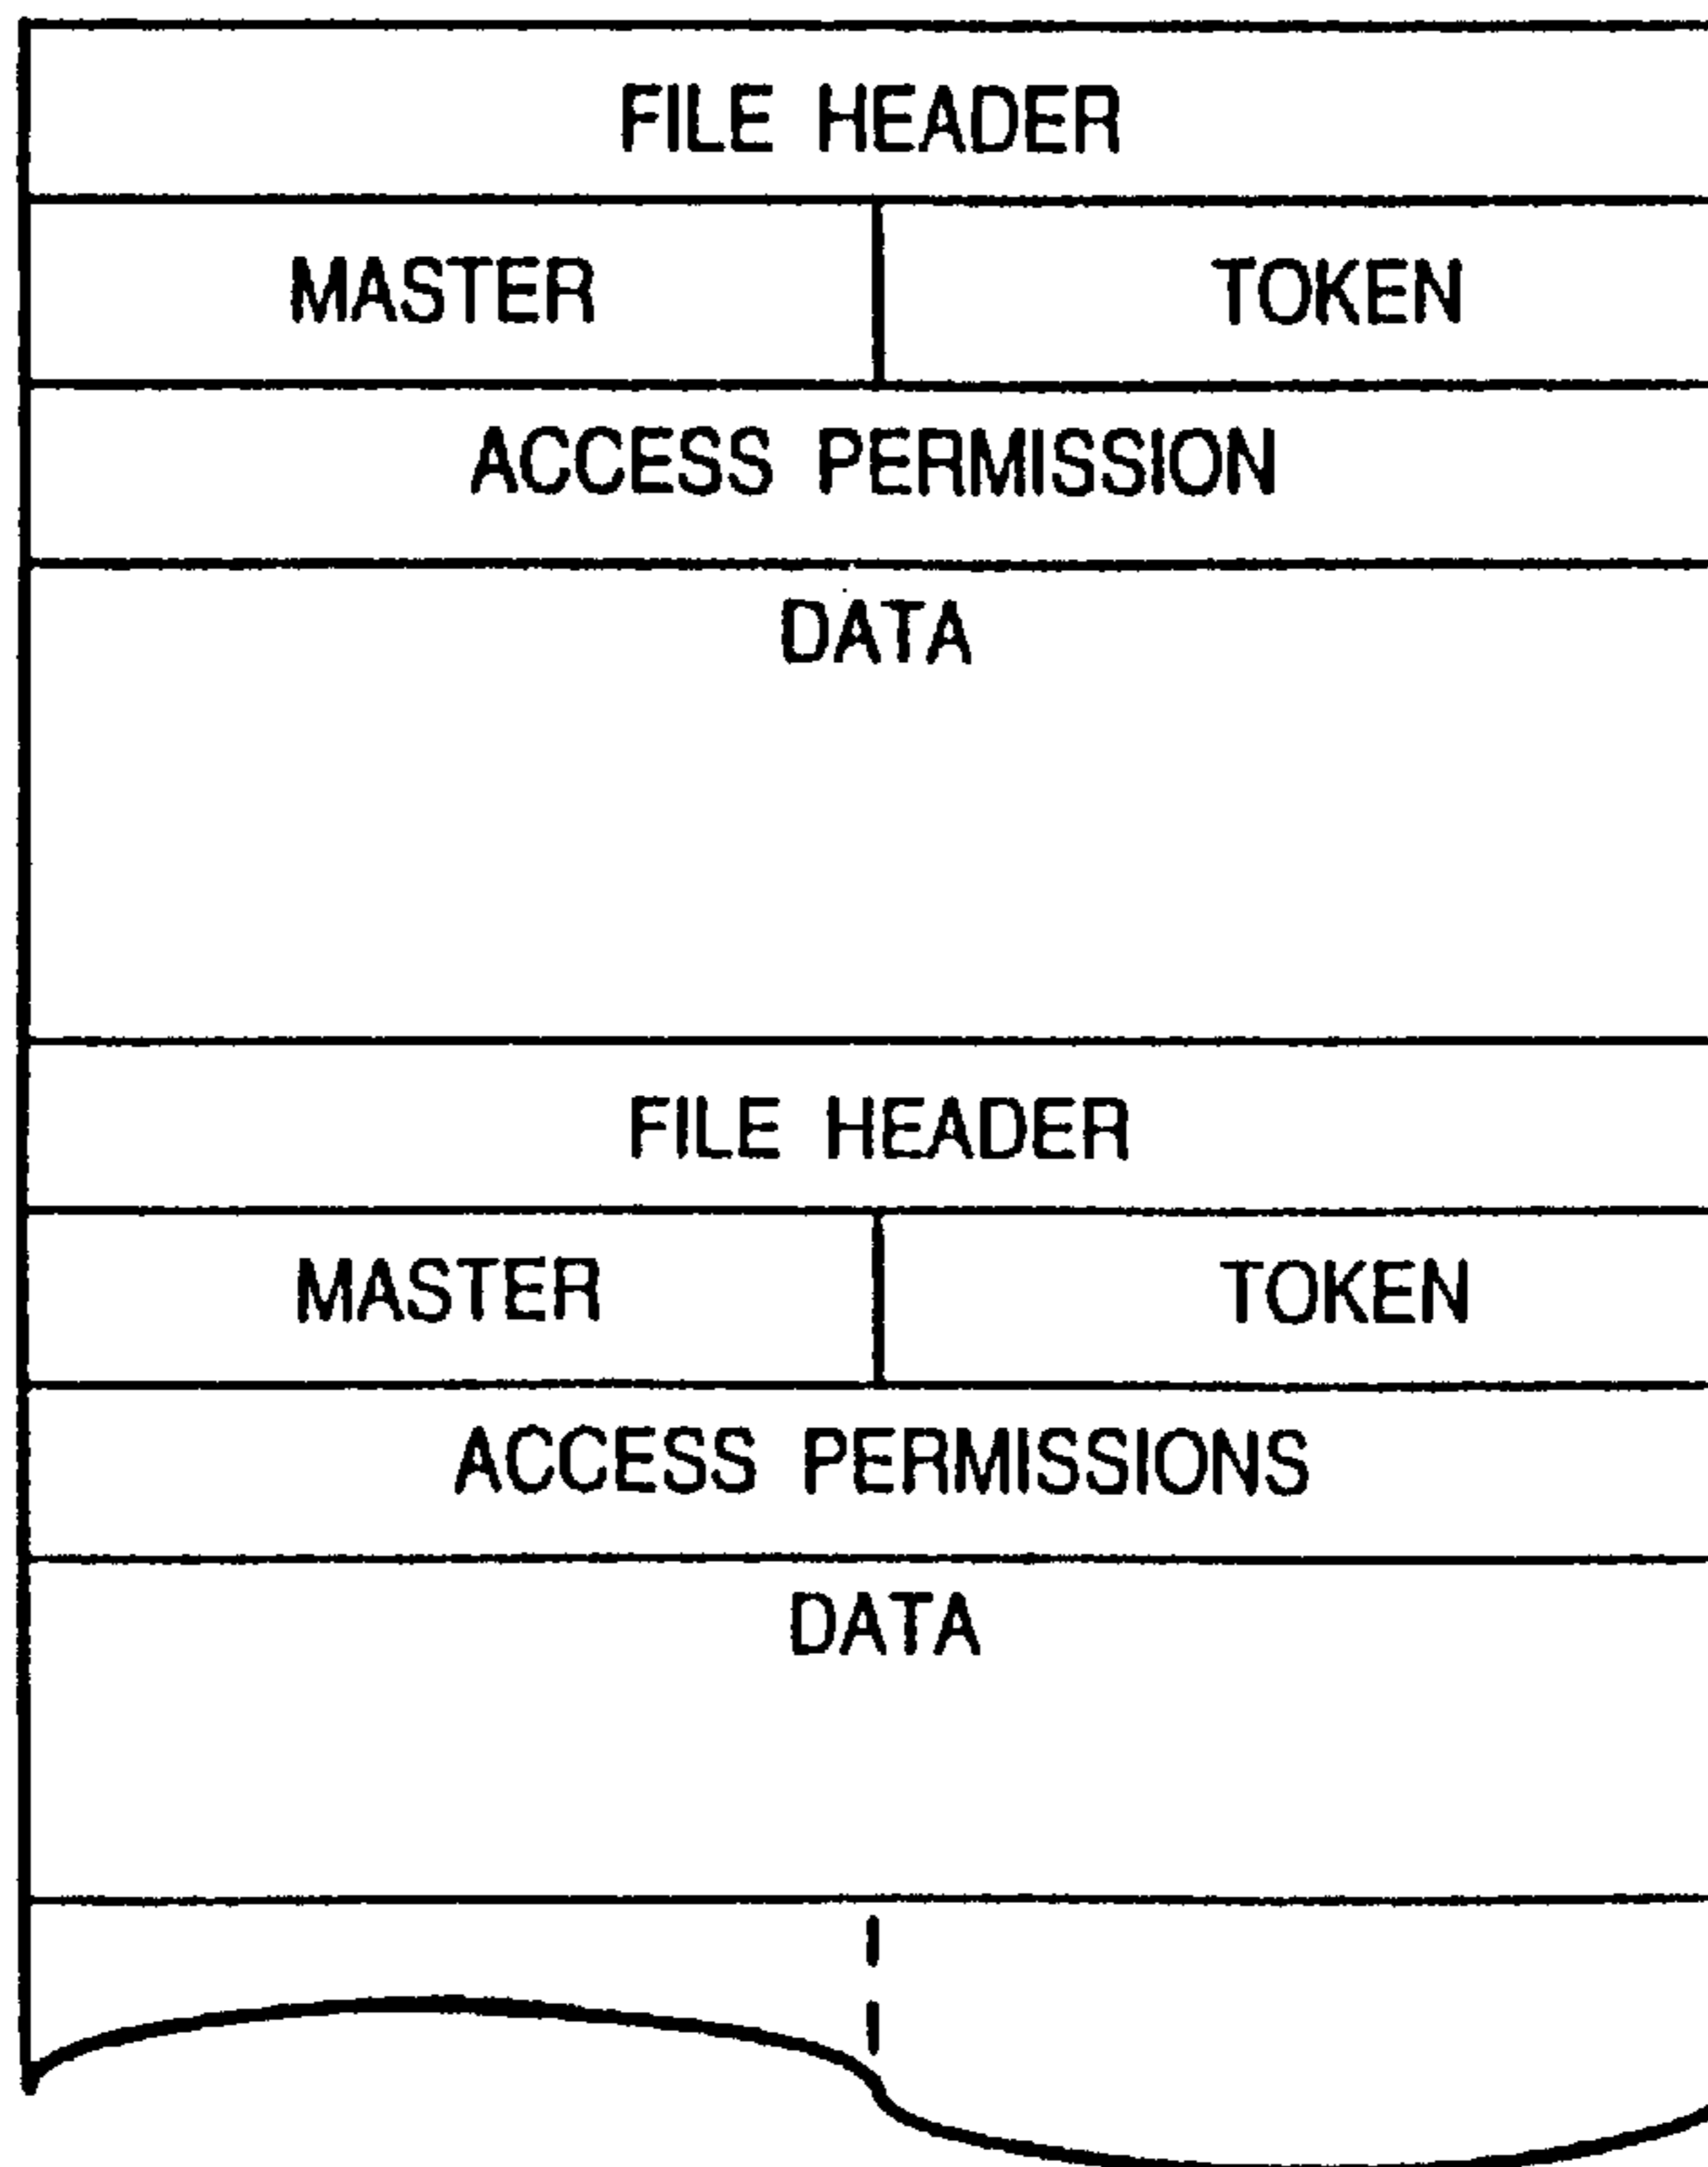 FILE HEADER
MASTER TOKEN
ACCESS PERMISSION
DATA
FILE HEADER
MASTER TOKEN
ACCESS PERMISSIONS
DATA